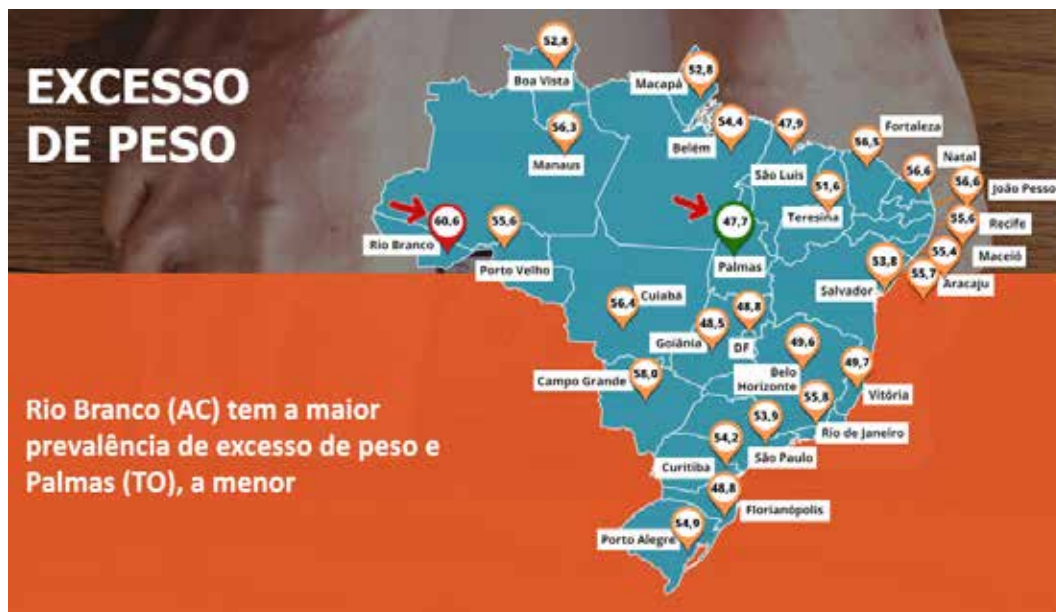 EXCESSO
DE PESO
Rio Branco (AC) tem a maior
prevalência de excesso de peso e
Palmas (TO), a menor
52,8
Boa Vista
52,8
Macapá
56,3
Manaus
54,4
Belém
47,9
São Luis
56,5
Fortaleza
51,6
Teresina
56,6
Natal
56,6
João Pesso
60,6
Rio Branco
55,6
Porto Velho
47,7
Palmas
55,6
Recife
55,4
Maceió
55,7
Aracaju
53,8
Salvador
56,4
Cuiabá
48,5
Goiânia
48,8
DF
49,6
Belo
Horizonte
49,7
Vitória
58,0
Campo Grande
55,8
Rio de Janeiro
53,9
São Paulo
54,2
Curitiba
48,8
Florianópolis
54,9
Porto Alegre